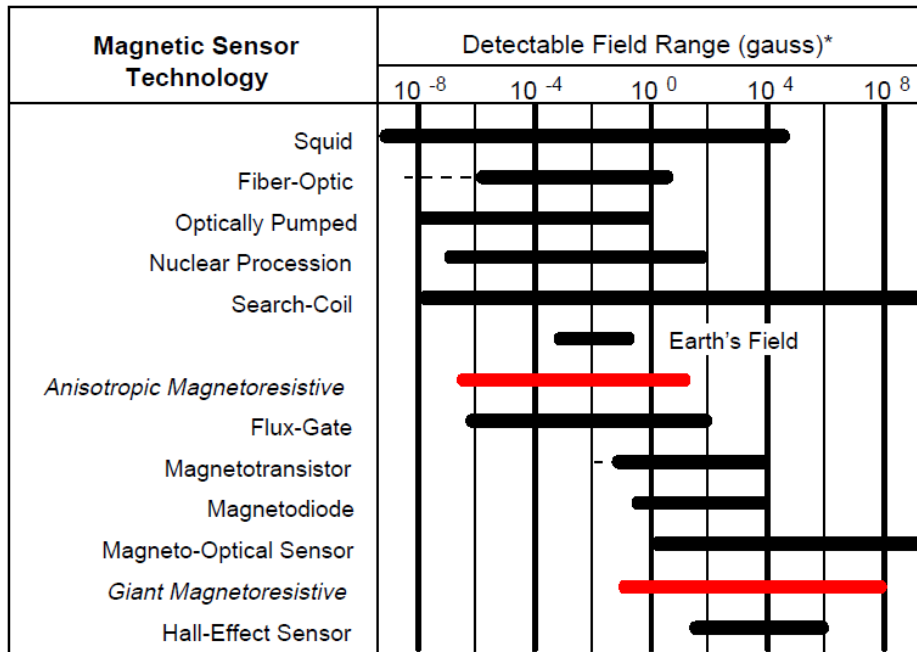 Magnetic Sensor
Technology
Detectable Field Range (gauss)*
10 -8 10 -4 10 0 10 4 10 8
Squid
Fiber-Optic
Optically Pumped
Nuclear Procession
Search-Coil
Earth's Field
Anisotropic Magnetoresistive
Flux-Gate
Magnetotransistor
Magnetodiode
Magneto-Optical Sensor
Giant Magnetoresistive
Hall-Effect Sensor